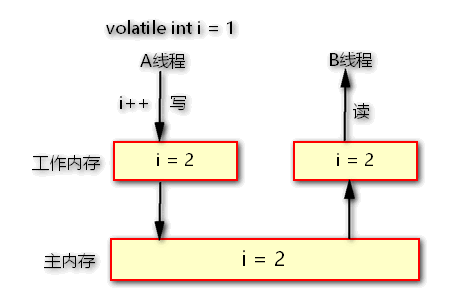 volatile int i = 1
A线程
B线程
i++
写
读
工作内存
i = 2
i = 2
主内存
i = 2